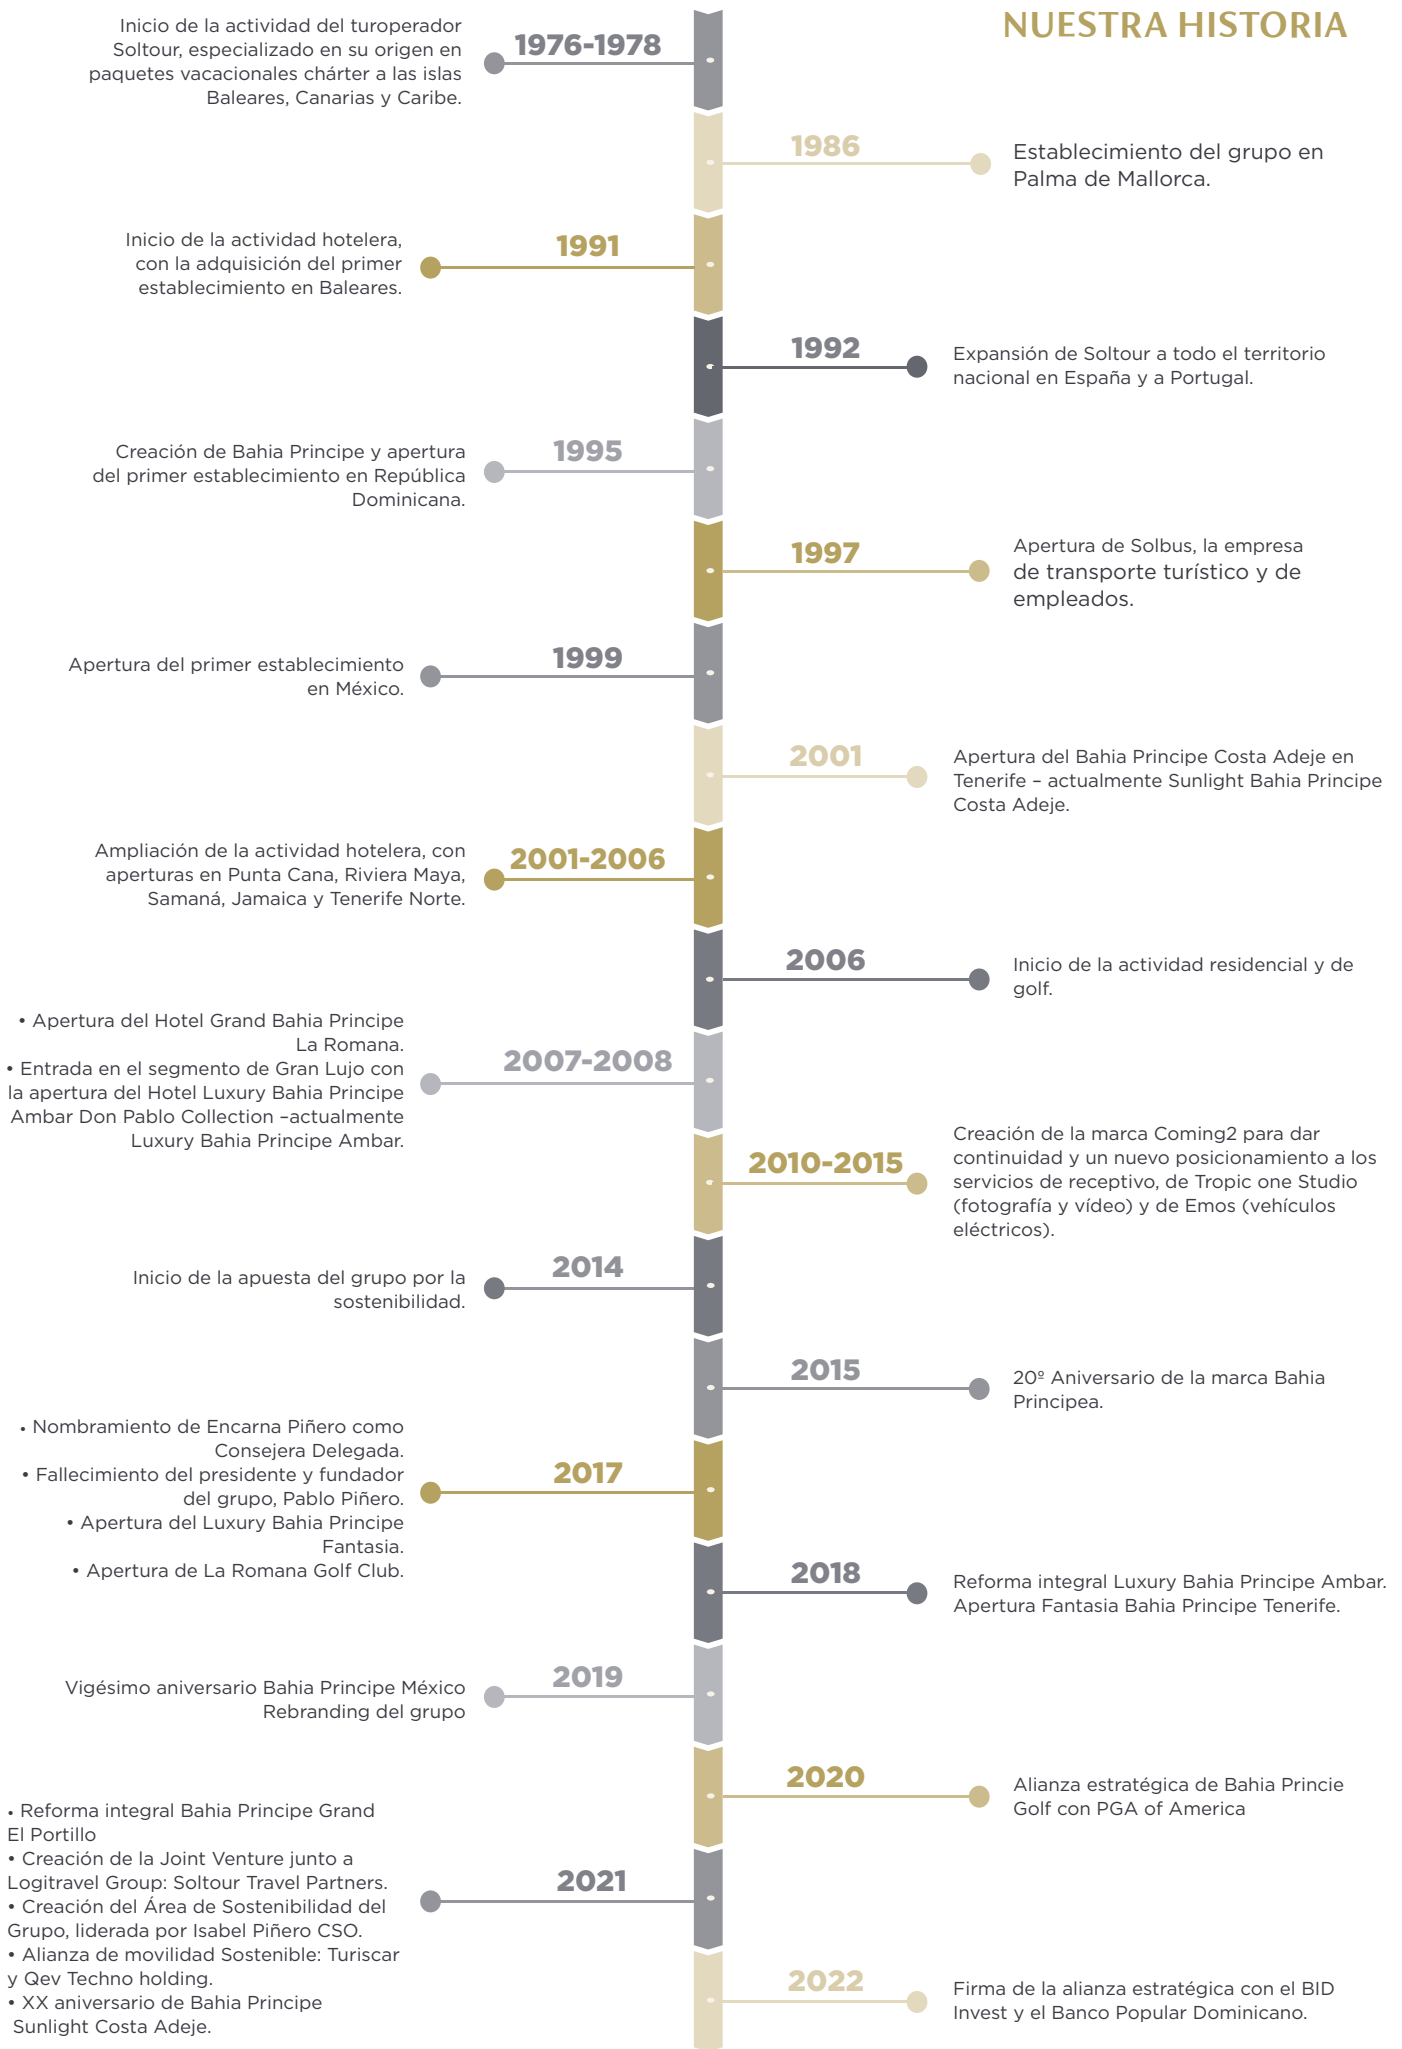 NUESTRA HISTORIA
1976-1978
Inicio de la actividad del turoperador
Soltour, especializado en su origen en
paquetes vacacionales chárter a las islas
Baleares, Canarias y Caribe.
1986
Establecimiento del grupo en
Palma de Mallorca.
1991
Inicio de la actividad hotelera,
con la adquisición del primer
establecimiento en Baleares.
1992
Expansión de Soltour a todo el territorio
nacional en España y a Portugal.
1995
Creación de Bahia Principe y apertura
del primer establecimiento en República
Dominicana.
1997
Apertura de Solbus, la empresa
de transporte turístico y de
empleados.
1999
Apertura del primer establecimiento
en México.
2001
Apertura del Bahia Principe Costa Adeje en
Tenerife – actualmente Sunlight Bahia Principe
Costa Adeje.
2001-2006
Ampliación de la actividad hotelera, con
aperturas en Punta Cana, Riviera Maya,
Samaná, Jamaica y Tenerife Norte.
2006
Inicio de la actividad residencial y de
golf.
2007-2008
• Apertura del Hotel Grand Bahia Principe
La Romana.
• Entrada en el segmento de Gran Lujo con
la apertura del Hotel Luxury Bahia Principe
Ambar Don Pablo Collection –actualmente
Luxury Bahia Principe Ambar.
2010-2015
Creación de la marca Coming2 para dar
continuidad y un nuevo posicionamiento a los
servicios de receptivo, de Tropic one Studio
(fotografía y vídeo) y de Emos (vehículos
eléctricos).
2014
Inicio de la apuesta del grupo por la
sostenibilidad.
2015
20º Aniversario de la marca Bahia
Principea.
2017
• Nombramiento de Encarna Piñero como
Consejera Delegada.
• Fallecimiento del presidente y fundador
del grupo, Pablo Piñero.
• Apertura del Luxury Bahia Principe
Fantasia.
• Apertura de La Romana Golf Club.
2018
Reforma integral Luxury Bahia Principe Ambar.
Apertura Fantasia Bahia Principe Tenerife.
2019
Vigésimo aniversario Bahia Principe México
Rebranding del grupo
2020
Alianza estratégica de Bahia Princie
Golf con PGA of America
2021
• Reforma integral Bahia Principe Grand
El Portillo
• Creación de la Joint Venture junto a
Logitravel Group: Soltour Travel Partners.
• Creación del Área de Sostenibilidad del
Grupo, liderada por Isabel Piñero CSO.
• Alianza de movilidad Sostenible: Turiscar
y Qev Techno holding.
• XX aniversario de Bahia Principe
Sunlight Costa Adeje.
2022
Firma de la alianza estratégica con el BID
Invest y el Banco Popular Dominicano.